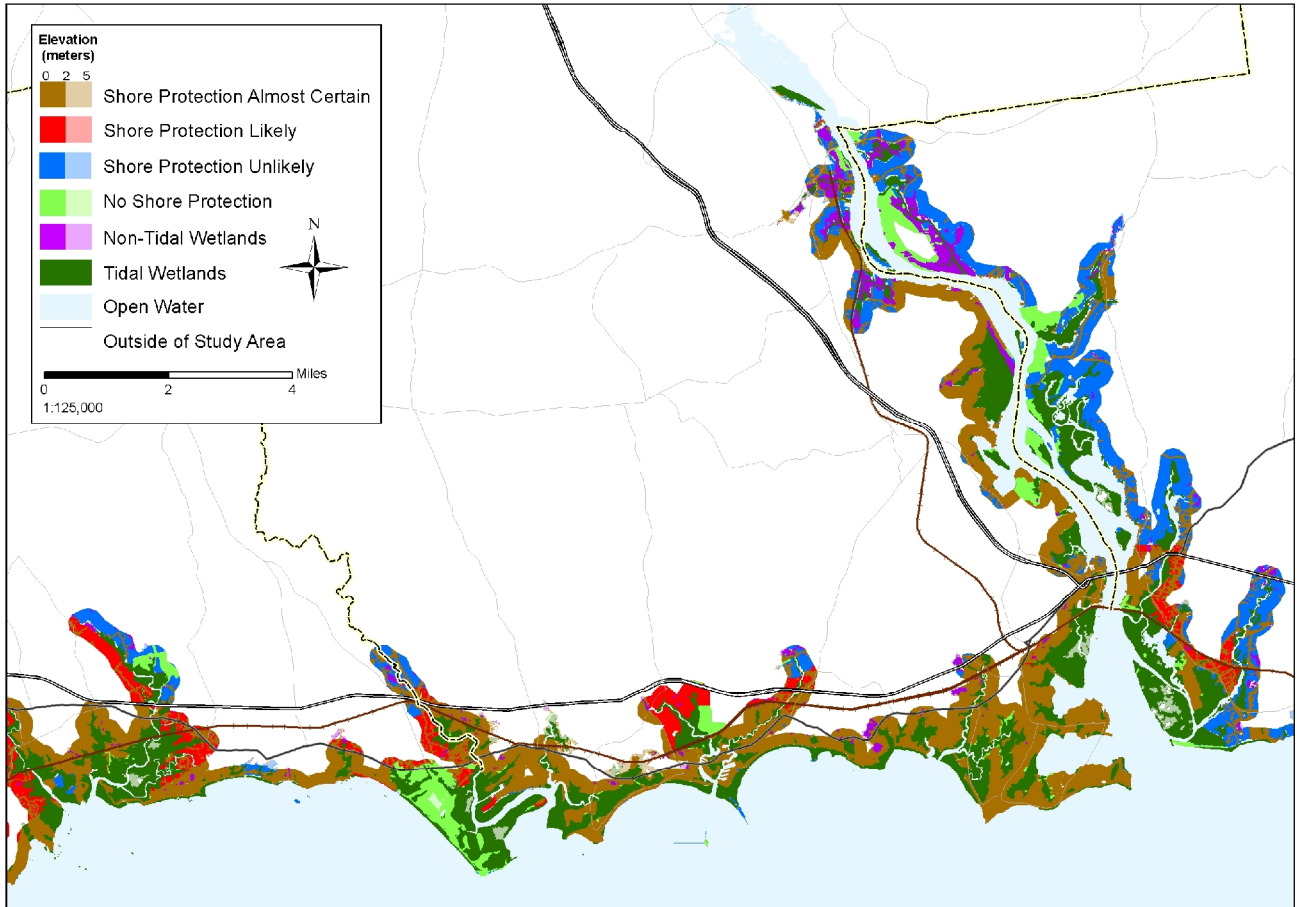 Elevation
(meters)
0 2 5
Shore Protection Almost Certain
Shore Protection Likely
Shore Protection Unlikely
No Shore Protection
Non-Tidal Wetlands
N
Tidal Wetlands
Open Water
Outside of Study Area
Miles
0 2 4
1:125,000